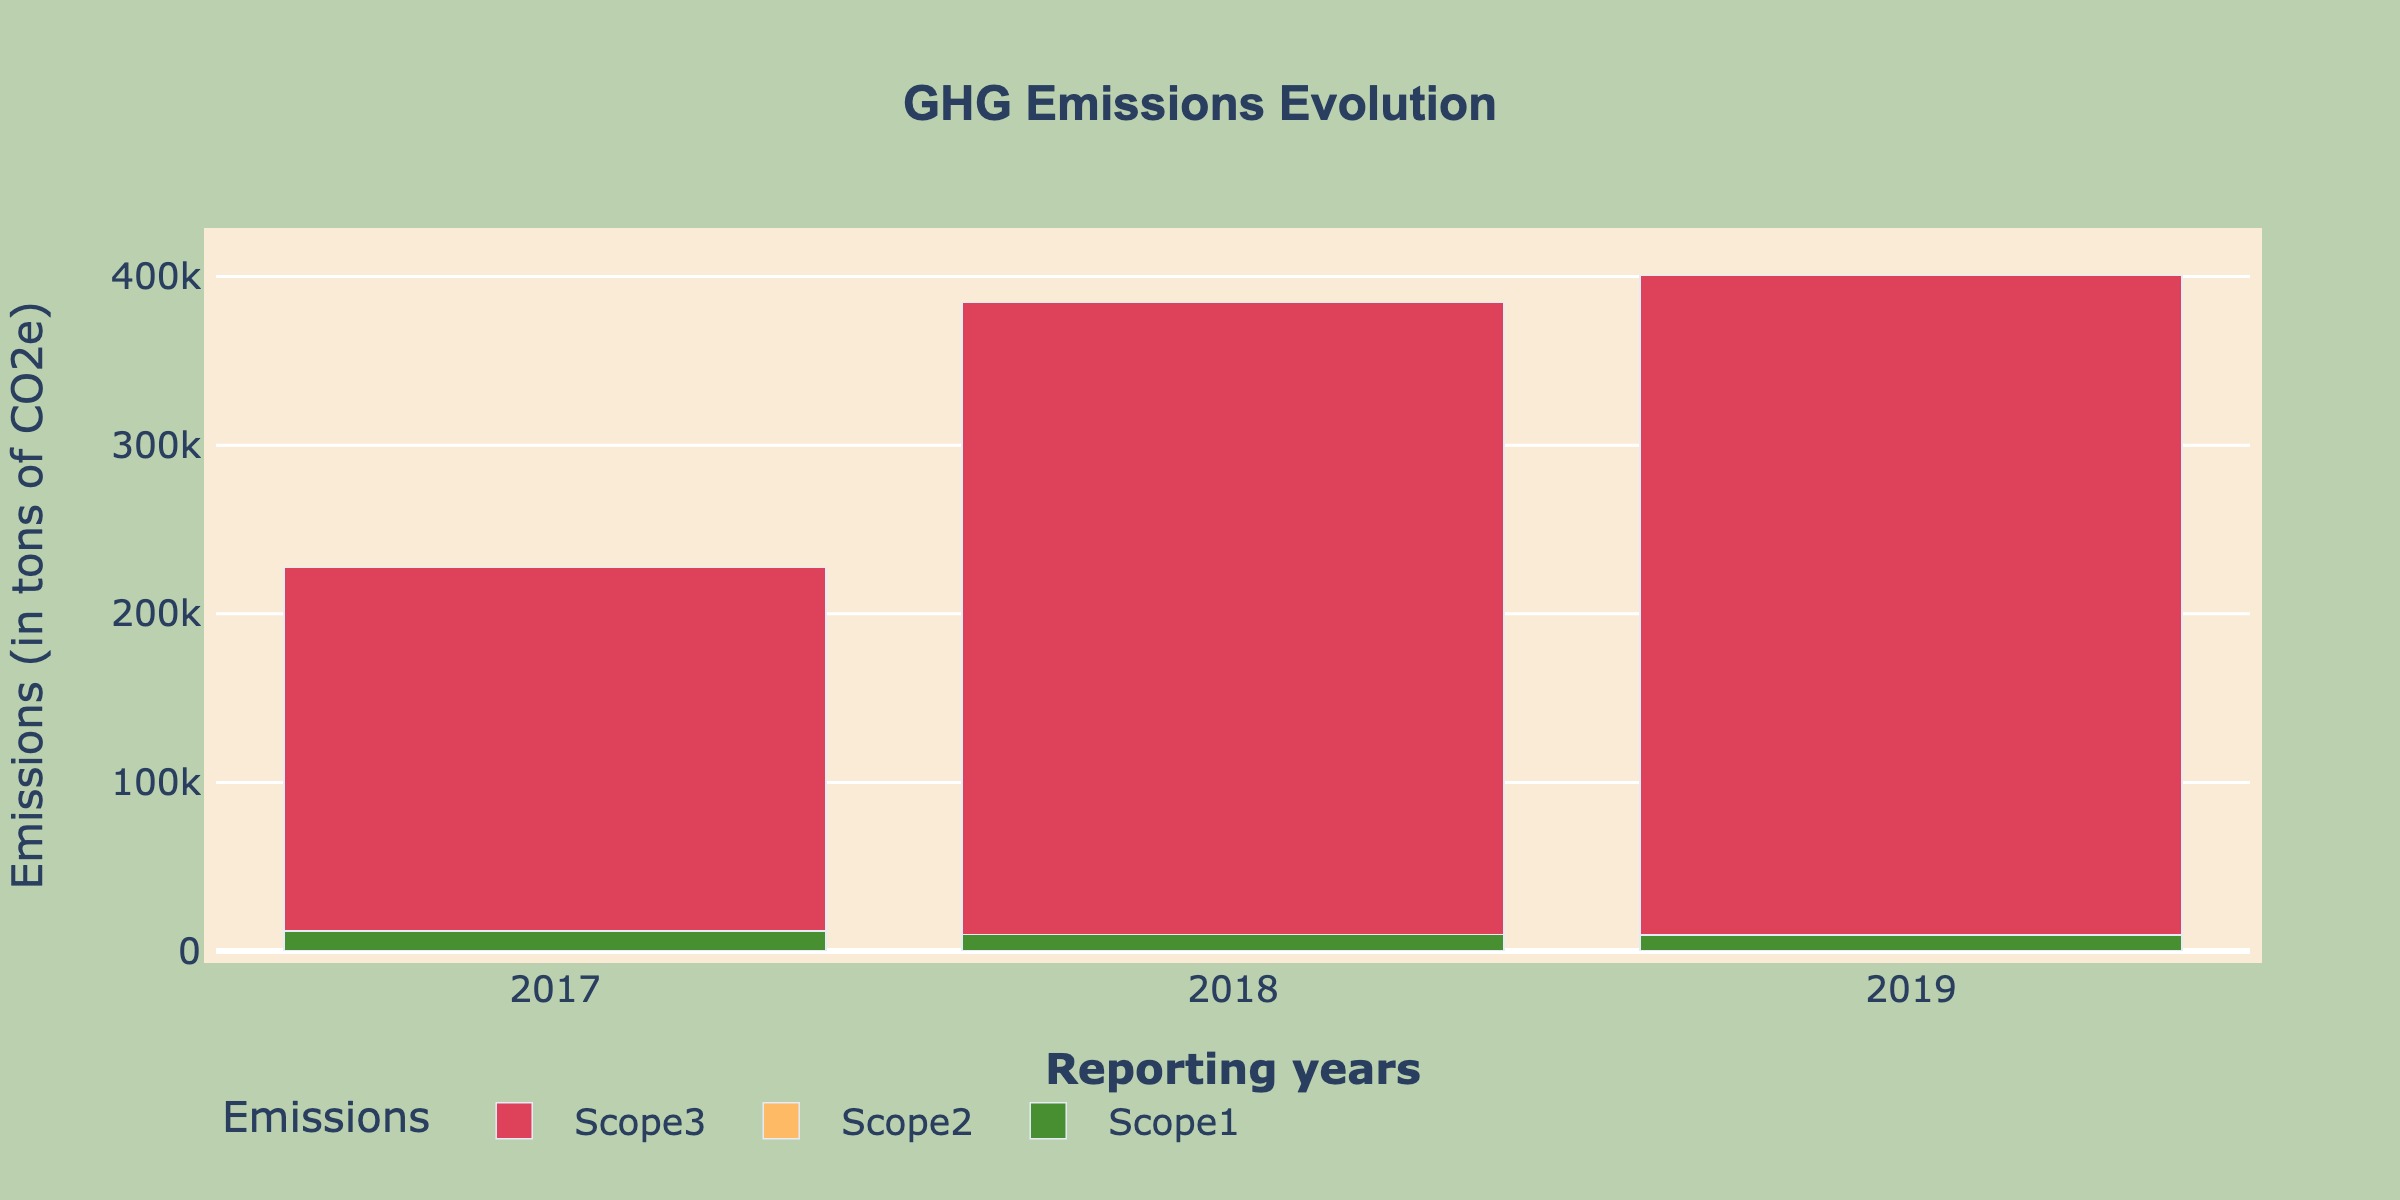 GHG Emissions Evolution
Emissions (in tons of CO2e)
400k
300k
200k
100k
0
2017 2018 2019
Reporting years
Emissions Scope3 Scope2 Scope1